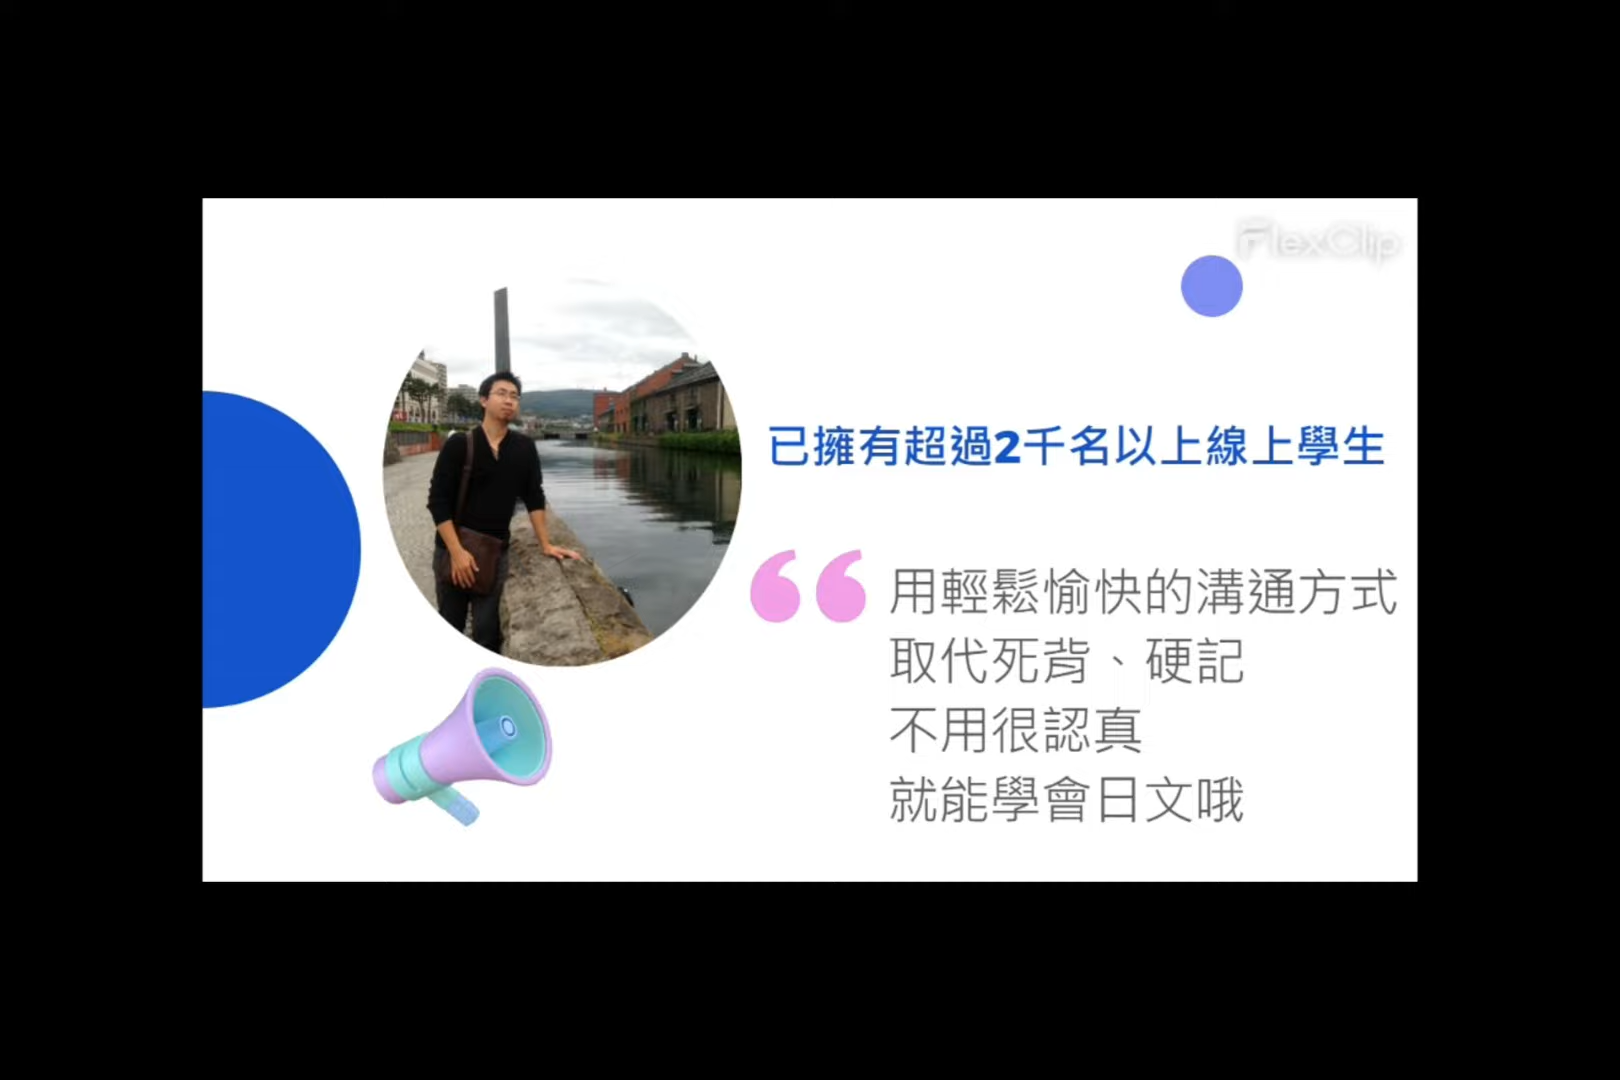 FlexClip
已擁有超過2千名以上線上學生
用輕鬆愉快的溝通方式
取代死背、硬記
不用很認真
就能學會日文哦